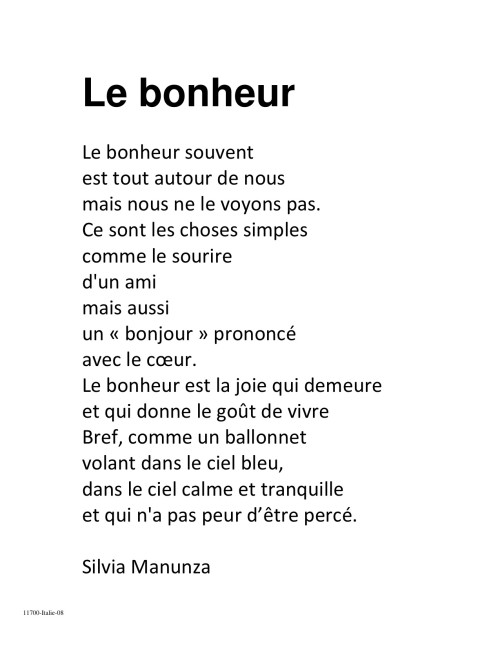 Le bonheur
Le bonheur souvent
est tout autour de nous
mais nous ne le voyons pas.
Ce sont les choses simples
comme le sourire
d'un ami
mais aussi
un « bonjour » prononcé
avec le cœur.
Le bonheur est la joie qui demeure
et qui donne le goût de vivre
Bref, comme un ballonnet
volant dans le ciel bleu,
dans le ciel calme et tranquille
et qui n'a pas peur d’être percé.
Silvia Manunza
11700-Italie-08